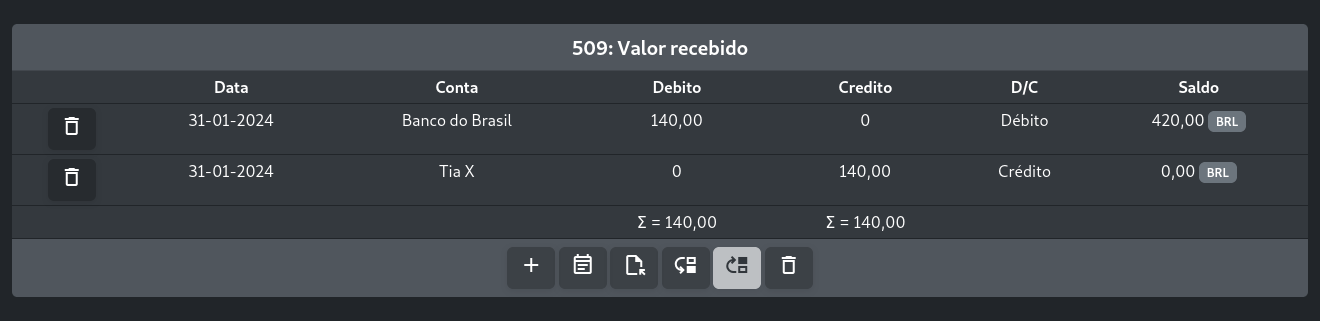 509: Valor recebido
Data Conta Debito Credito D/C Saldo
31-01-2024 Banco do Brasil 140,00 0 Débito 420,00 BRL
31-01-2024 Tia X 0 140,00 Crédito 0,00 BRL
Σ = 140,00 Σ = 140,00